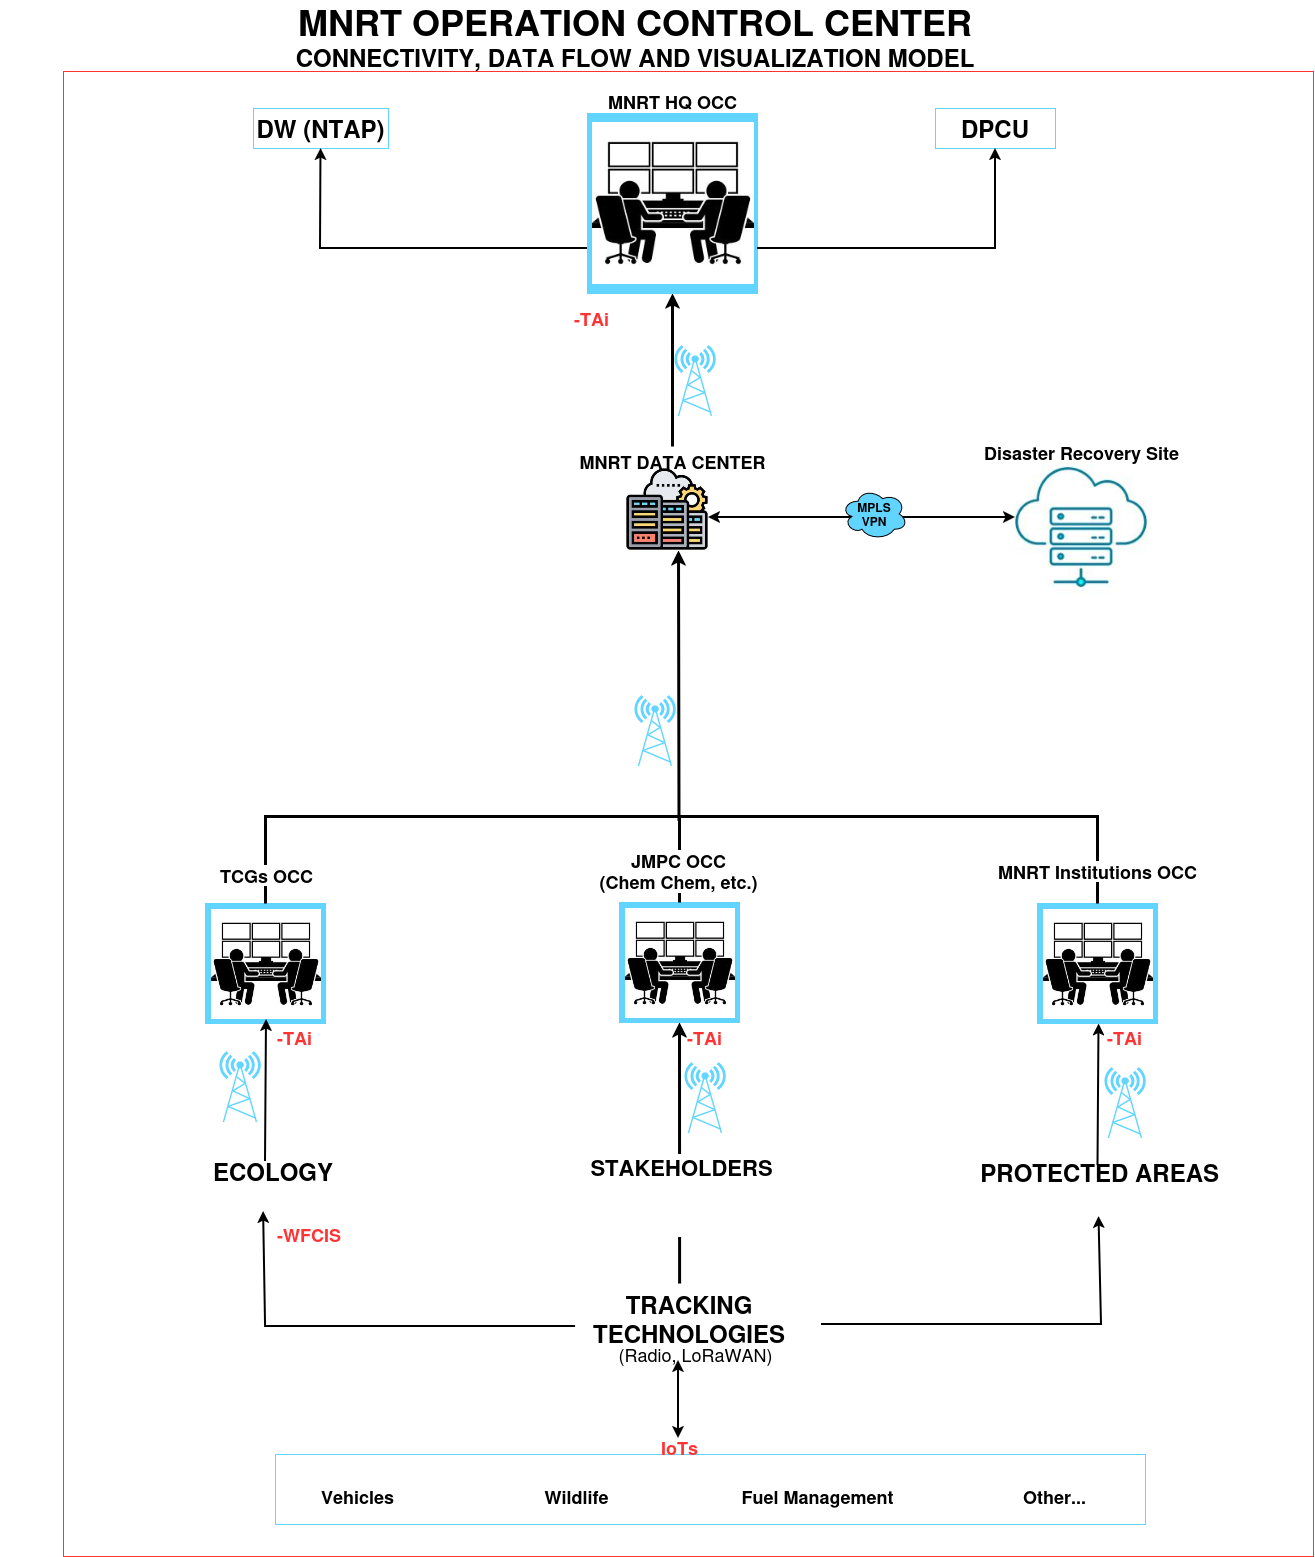 MNRT OPERATION CONTROL CENTER
CONNECTIVITY, DATA FLOW AND VISUALIZATION MODEL
MNRT HQ OCC
DW (NTAP)
DPCU
-TAi
MNRT DATA CENTER
Disaster Recovery Site
MPLS
VPN
TCGs OCC
JMPC OCC
(Chem Chem, etc.)
MNRT Institutions OCC
-TAi
-TAi
-TAi
ECOLOGY
STAKEHOLDERS
PROTECTED AREAS
-WFCIS
TRACKING
TECHNOLOGIES
(Radio, LoRaWAN)
IoTs
Vehicles
Wildlife
Fuel Management
Other...